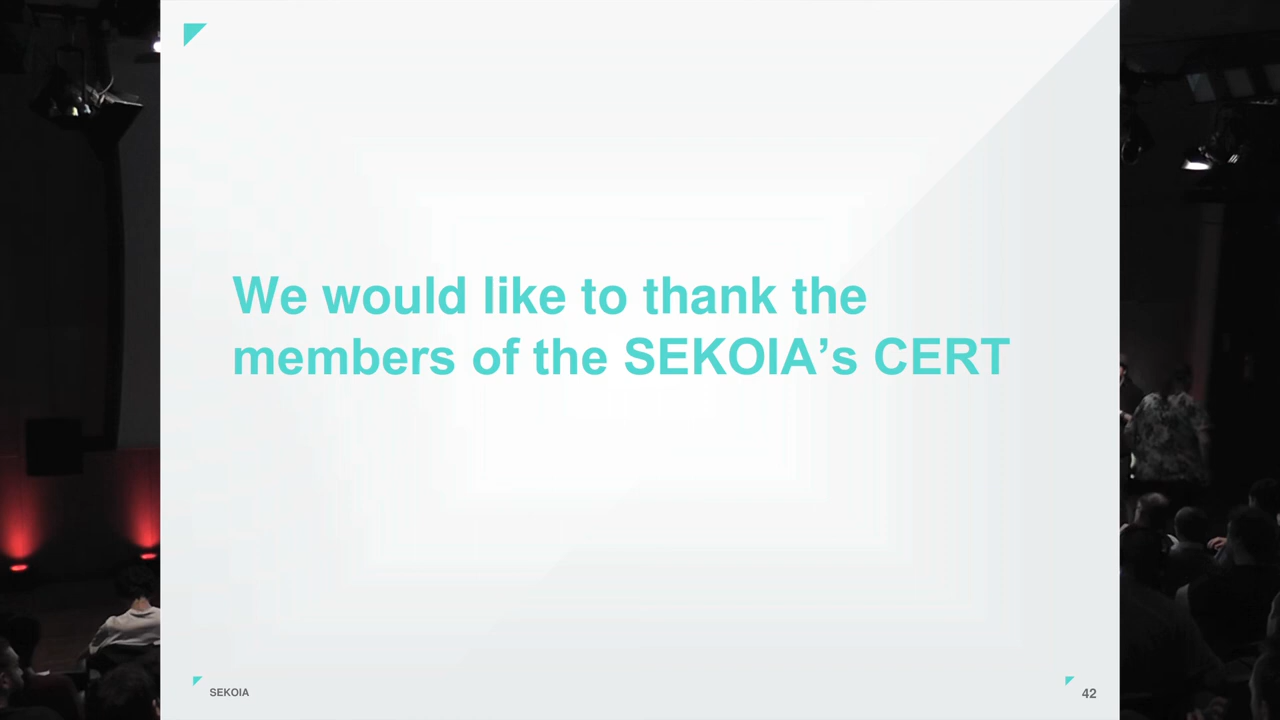 We would like to thank the
members of the SEKOIA’s CERT
SEKOIA
42